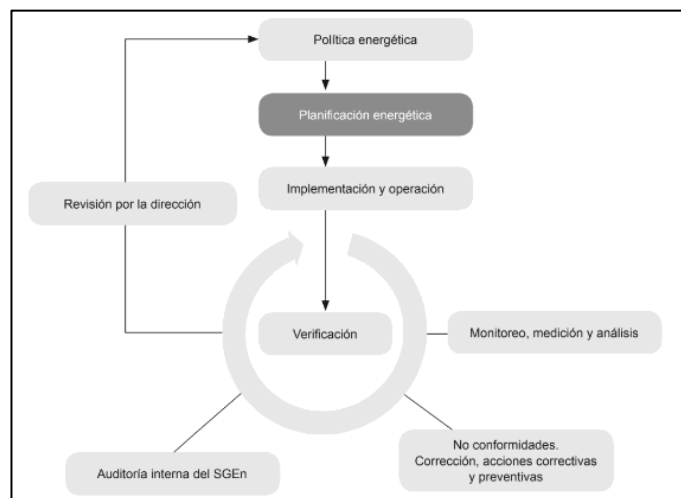 Política energética
Planificación energética
Implementación y operación
Revisión por la dirección
Verificación
Monitoreo, medición y análisis
No conformidades.
Corrección, acciones correctivas
y preventivas
Auditoría interna del SGEn